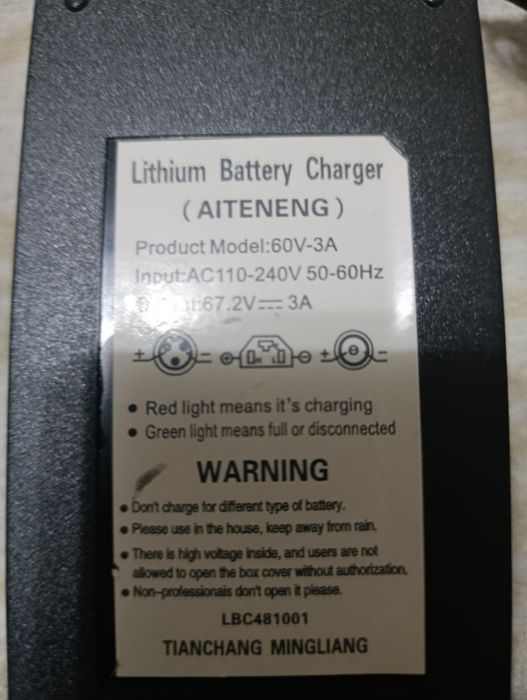 Lithium Battery Charger
( AITENENG )
Product Model:60V-3A
Input:AC110-240V 50-60Hz
67.2V⎓ 3A
+ −
+ −
+ −
● Red light means it's charging
● Green light means full or disconnected
WARNING
● Don't charge for different type of battery.
● Please use in the house, keep away from rain.
● There is high voltage inside, and users are not
allowed to open the box cover without authorization.
● Non-professionais don't open it please.
LBC481001
TIANCHANG MINGLIANG